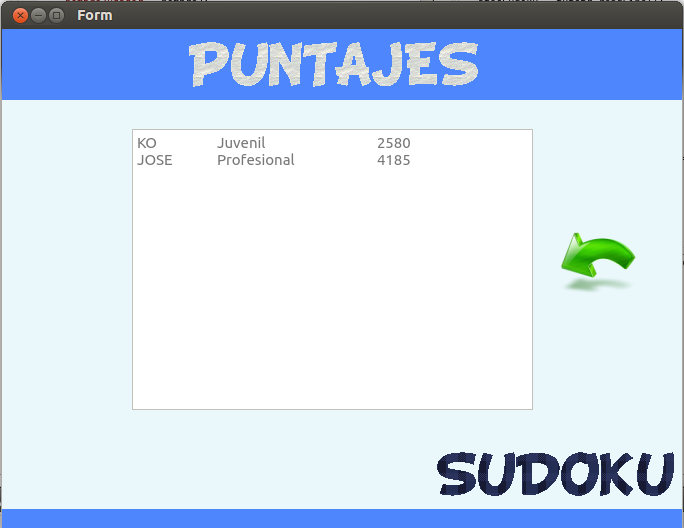 Form
PUNTAJES
KO Juvenil 2580
JOSE Profesional 4185
SUDOKU